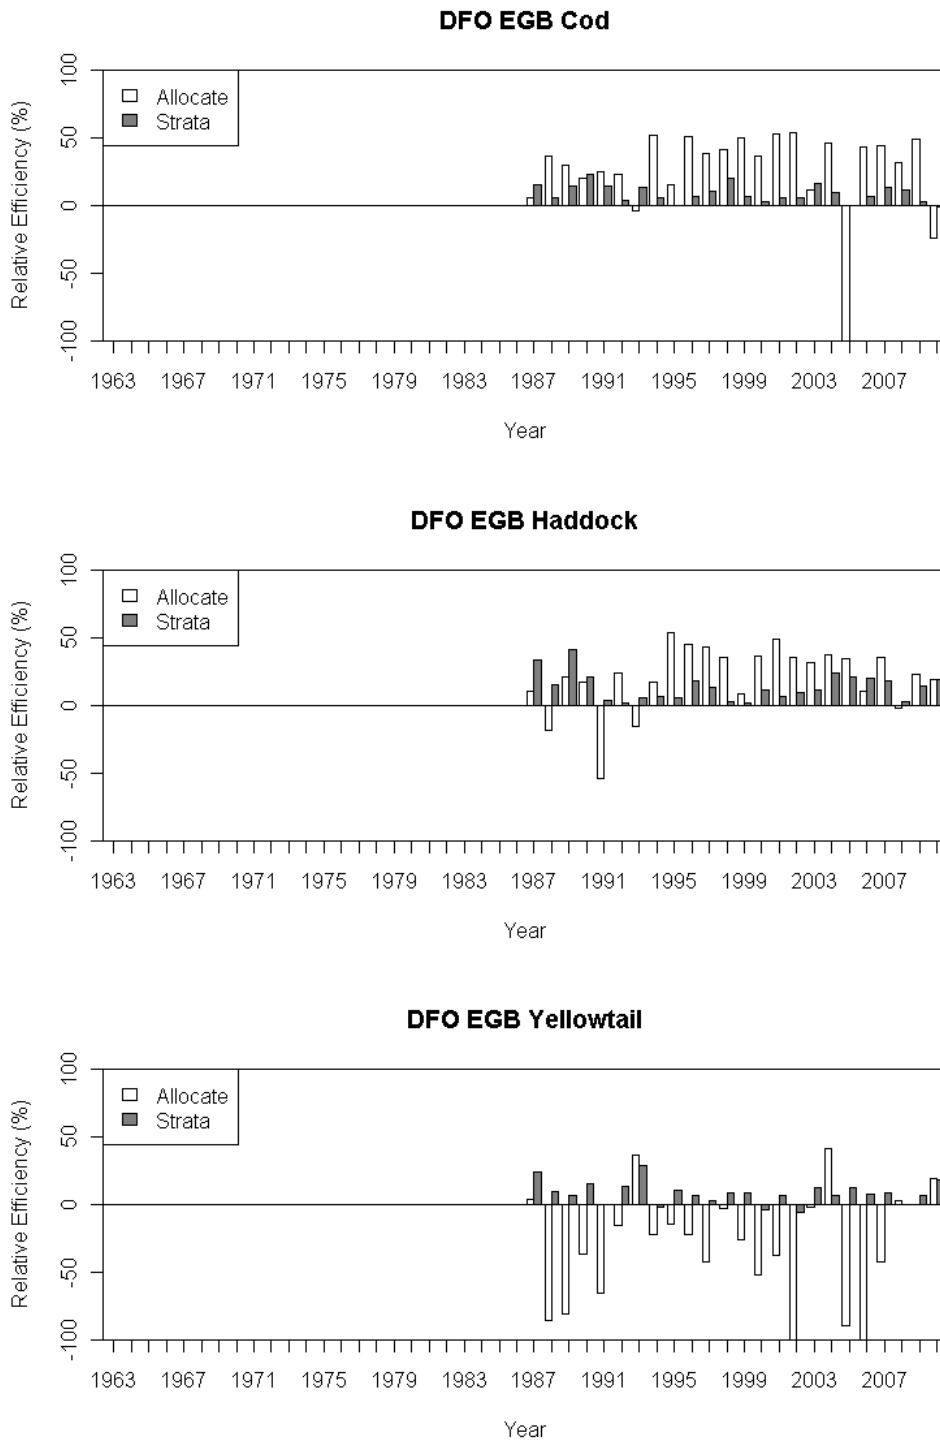 DFO EGB Cod
Relative Efficiency (%)
100
50
0
-50
-100
Allocate
Strata
1963 1967 1971 1975 1979 1983 1987 1991 1995 1999 2003 2007
Year
DFO EGB Haddock
Relative Efficiency (%)
100
50
0
-50
-100
Allocate
Strata
1963 1967 1971 1975 1979 1983 1987 1991 1995 1999 2003 2007
Year
DFO EGB Yellowtail
Relative Efficiency (%)
100
50
0
-50
-100
Allocate
Strata
1963 1967 1971 1975 1979 1983 1987 1991 1995 1999 2003 2007
Year